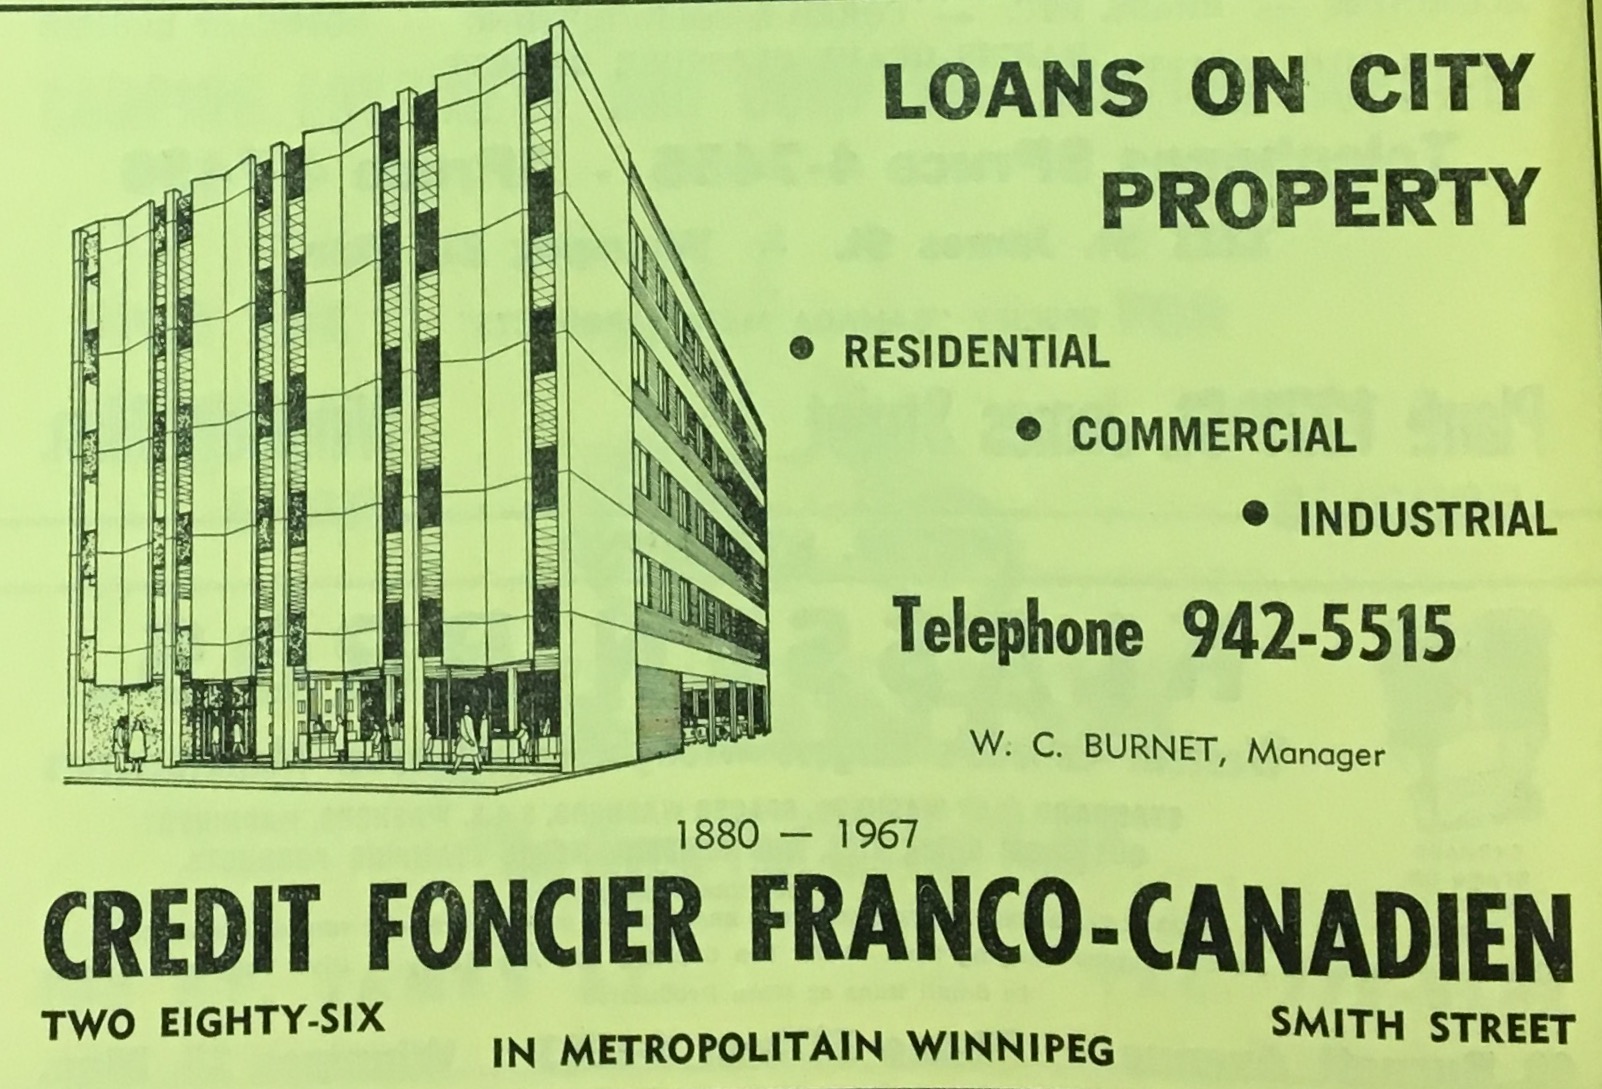 LOANS ON CITY
PROPERTY
• RESIDENTIAL
• COMMERCIAL
• INDUSTRIAL
Telephone 942-5515
W. C. BURNET, Manager
1880 — 1967
CREDIT FONCIER FRANCO-CANADIEN
TWO EIGHTY-SIX
SMITH STREET
IN METROPOLITAIN WINNIPEG